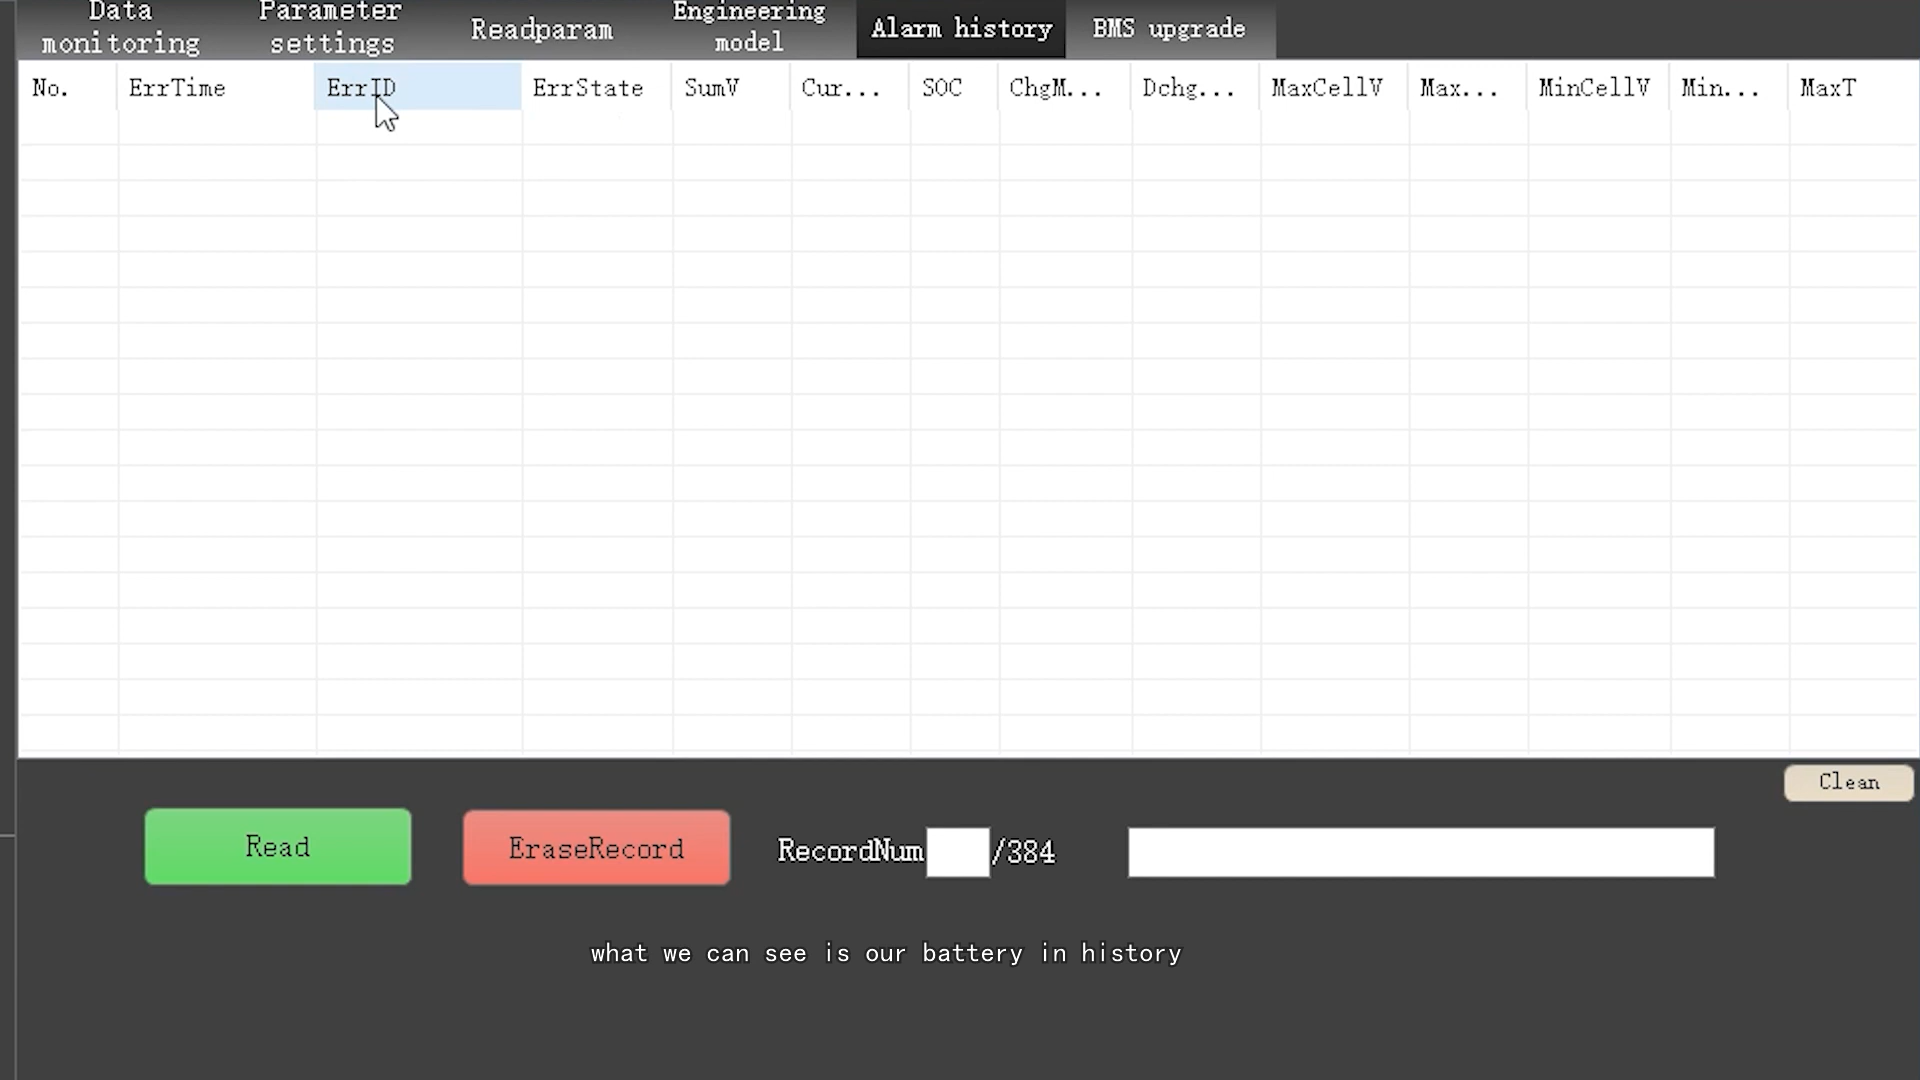 Data monitoring
Parameter settings
Readparam
Engineering model
Alarm history
BMS upgrade
No. ErrTime ErrID ErrState SumV Cur... SOC ChgM... Dchg... MaxCellV Max... MinCellV Min... MaxT
Clean
Read EraseRecord RecordNum /384
what we can see is our battery in history